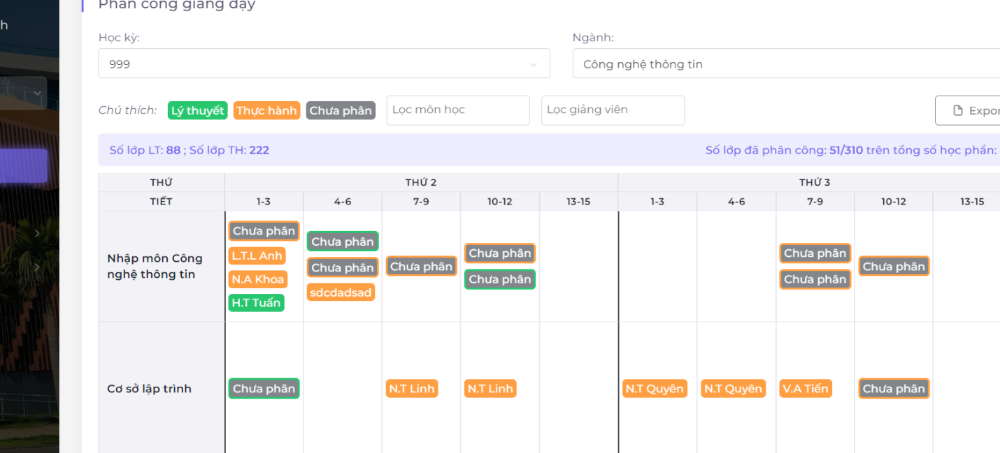 Phân công giảng dạy
h
Học kỳ:
Ngành:
999
Công nghệ thông tin
Chú thích: Lý thuyết Thực hành Chưa phân Lọc môn học Lọc giảng viên Expor
Số lớp LT: 88 ; Số lớp TH: 222
Số lớp đã phân công: 51/310 trên tổng số học phần:
THỨ THỨ 2 THỨ 3
TIẾT 1-3 4-6 7-9 10-12 13-15 1-3 4-6 7-9 10-12 13-15
Nhập môn Công
nghệ thông tin
Chưa phân
L.T.L Anh
N.A Khoa
H.T Tuấn
Chưa phân
Chưa phân
sdcdadsad
Chưa phân
Chưa phân
Chưa phân
Chưa phân
Chưa phân
Chưa phân
Cơ sở lập trình Chưa phân N.T Linh N.T Linh N.T Quyên N.T Quyên V.A Tiến Chưa phân